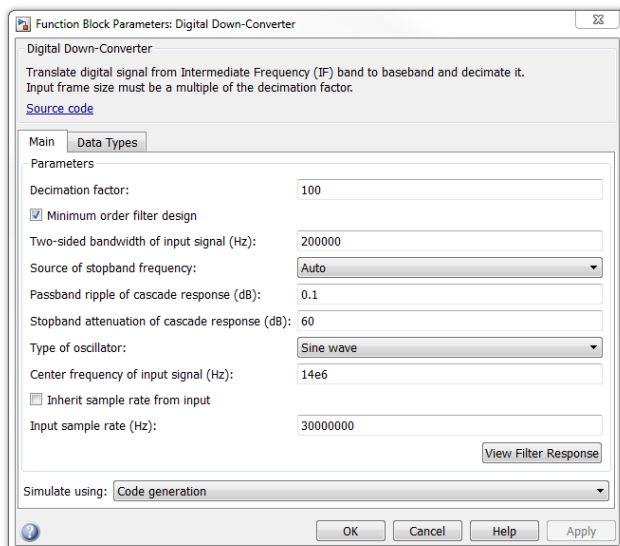 Function Block Parameters: Digital Down-Converter
Digital Down-Converter
Translate digital signal from Intermediate Frequency (IF) band to baseband and decimate it.
Input frame size must be a multiple of the decimation factor.
Source code
Main Data Types
Parameters
Decimation factor: 100
Minimum order filter design
Two-sided bandwidth of input signal (Hz): 200000
Source of stopband frequency: Auto
Passband ripple of cascade response (dB): 0.1
Stopband attenuation of cascade response (dB): 60
Type of oscillator: Sine wave
Center frequency of input signal (Hz): 14e6
Inherit sample rate from input
Input sample rate (Hz): 30000000
View Filter Response
Simulate using: Code generation
? OK Cancel Help Apply